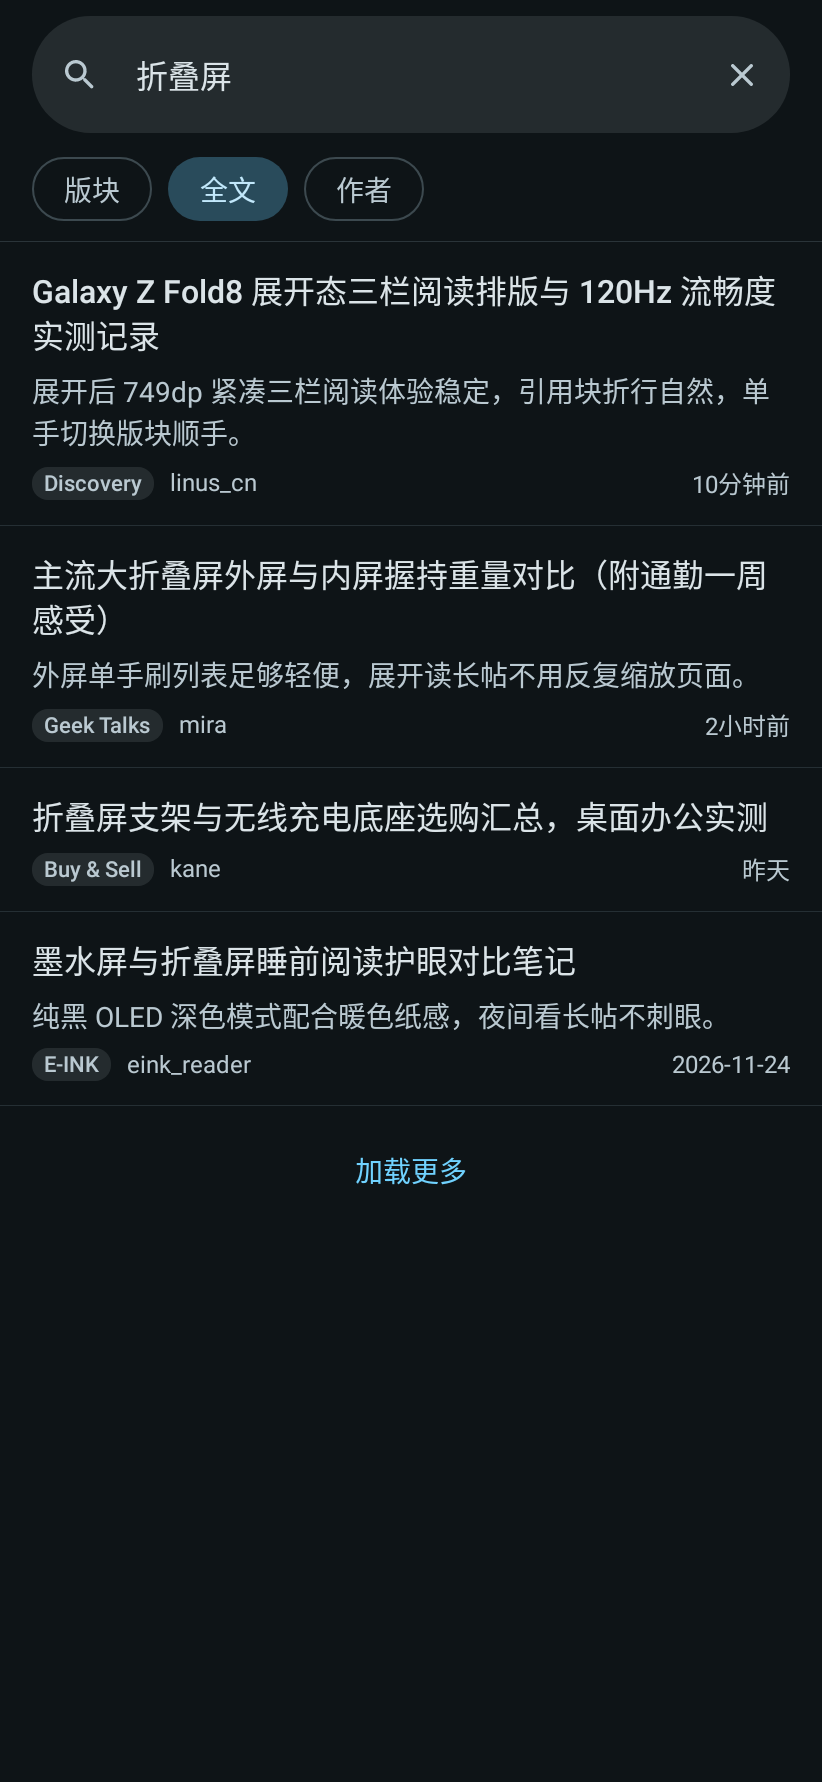 折叠屏
版块
全文
作者
Galaxy Z Fold8 展开态三栏阅读排版与 120Hz 流畅度
实测记录
展开后 749dp 紧凑三栏阅读体验稳定，引用块折行自然，单
手切换版块顺手。
Discovery linus_cn 10分钟前
主流大折叠屏外屏与内屏握持重量对比（附通勤一周
感受）
外屏单手刷列表足够轻便，展开读长帖不用反复缩放页面。
Geek Talks mira 2小时前
折叠屏支架与无线充电底座选购汇总，桌面办公实测
Buy & Sell kane 昨天
墨水屏与折叠屏睡前阅读护眼对比笔记
纯黑 OLED 深色模式配合暖色纸感，夜间看长帖不刺眼。
E-INK eink_reader 2026-11-24
加载更多